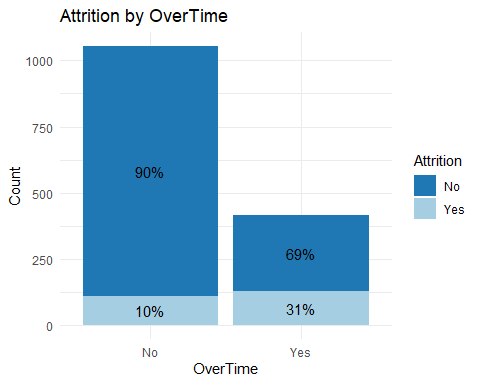 Attrition by OverTime
1000
750
500
250
0
Count
90%
10%
69%
31%
No
Yes
OverTime
Attrition
No
Yes